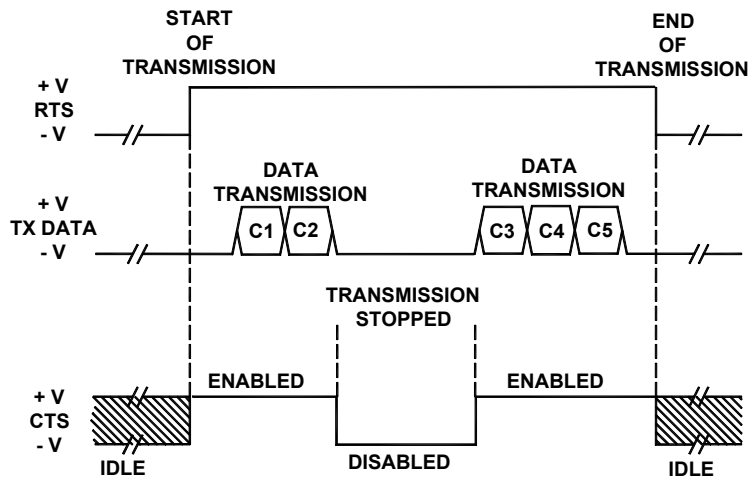 START
OF
TRANSMISSION
END
OF
TRANSMISSION
+ V
RTS
- V
DATA
TRANSMISSION
DATA
TRANSMISSION
+ V
TX DATA
- V
C1
C2
C3
C4
C5
TRANSMISSION
STOPPED
+ V
CTS
- V
ENABLED
ENABLED
IDLE
DISABLED
IDLE